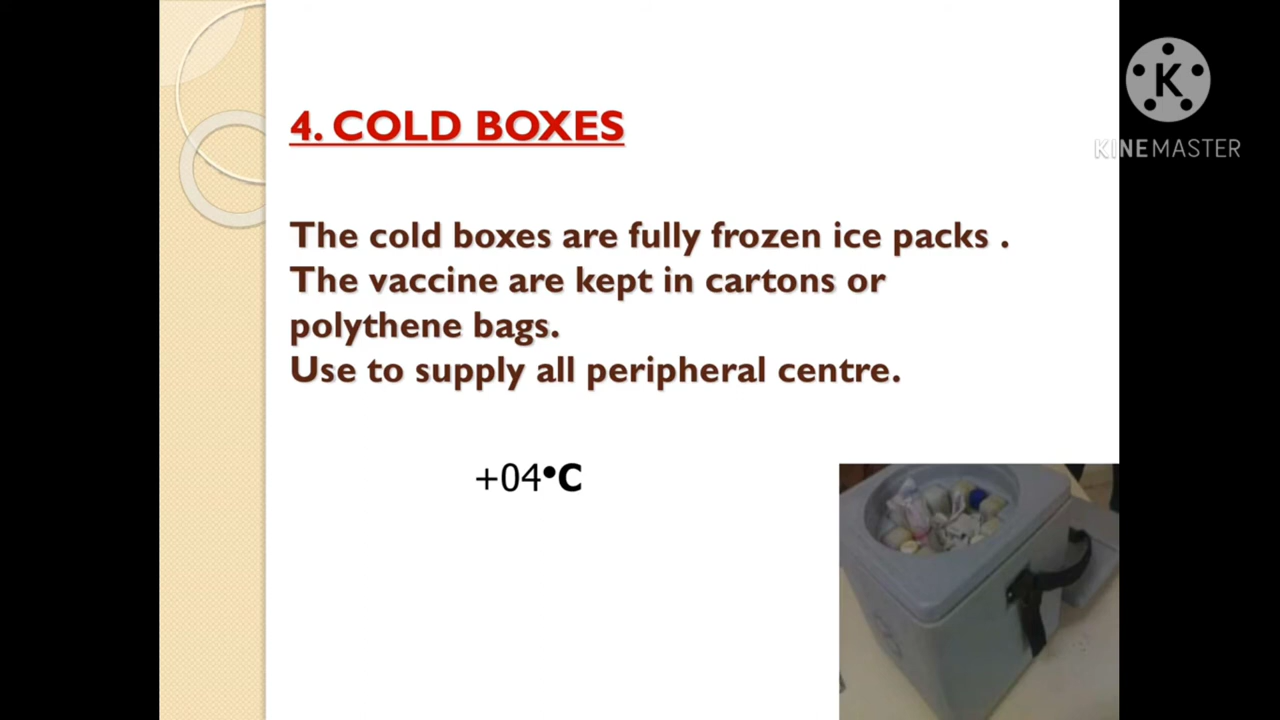 4. COLD BOXES
The cold boxes are fully frozen ice packs .
The vaccine are kept in cartons or
polythene bags.
Use to supply all peripheral centre.
+04•C
K
KINEMASTER